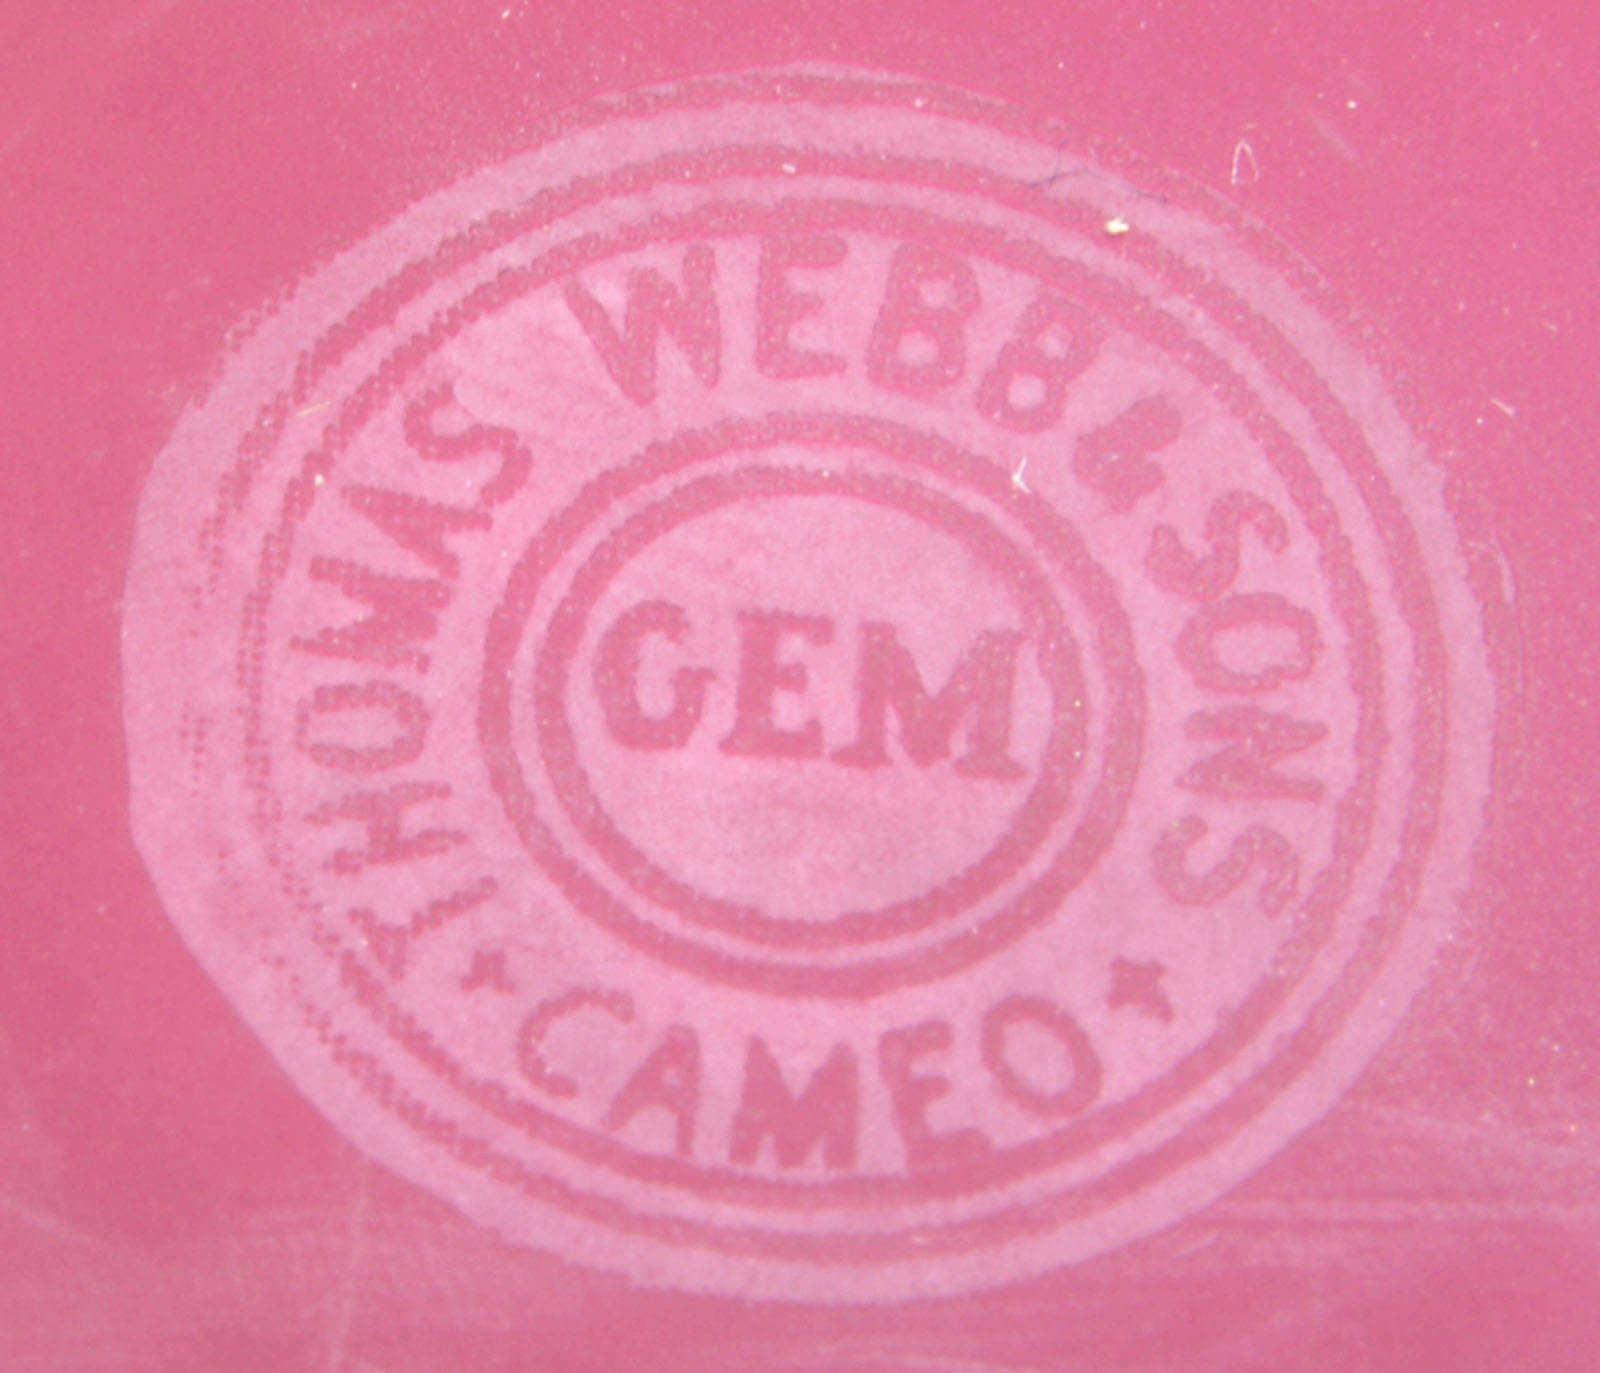 THOMAS WEBB & SONS
GEM
★ CAMEO ★